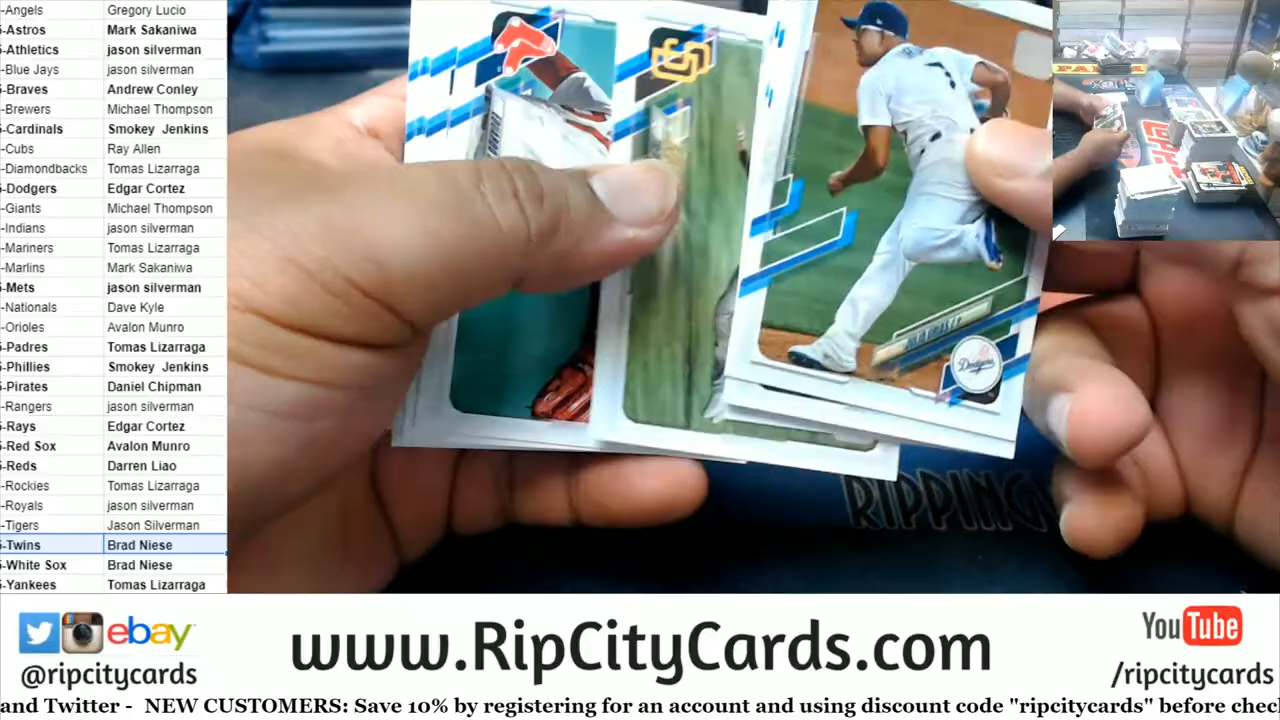 -Angels Gregory Lucio
-Astros Mark Sakaniwa
-Athletics jason silverman
-Blue Jays jason silverman
-Braves Andrew Conley
-Brewers Michael Thompson
-Cardinals Smokey Jenkins
-Cubs Ray Allen
-Diamondbacks Tomas Lizarraga
-Dodgers Edgar Cortez
-Giants Michael Thompson
-Indians jason silverman
-Mariners Tomas Lizarraga
-Marlins Mark Sakaniwa
-Mets jason silverman
-Nationals Dave Kyle
-Orioles Avalon Munro
-Padres Tomas Lizarraga
-Phillies Smokey Jenkins
-Pirates Daniel Chipman
-Rangers jason silverman
-Rays Edgar Cortez
-Red Sox Avalon Munro
-Reds Darren Liao
-Rockies Tomas Lizarraga
-Royals jason silverman
-Tigers Jason Silverman
-Twins Brad Niese
-White Sox Brad Niese
-Yankees Tomas Lizarraga
SD
7
Dodgers
RIPPING
ebay
@ripcitycards
www.RipCityCards.com
YouTube
/ripcitycards
and Twitter - NEW CUSTOMERS: Save 10% by registering for an account and using discount code "ripcitycards" before chec